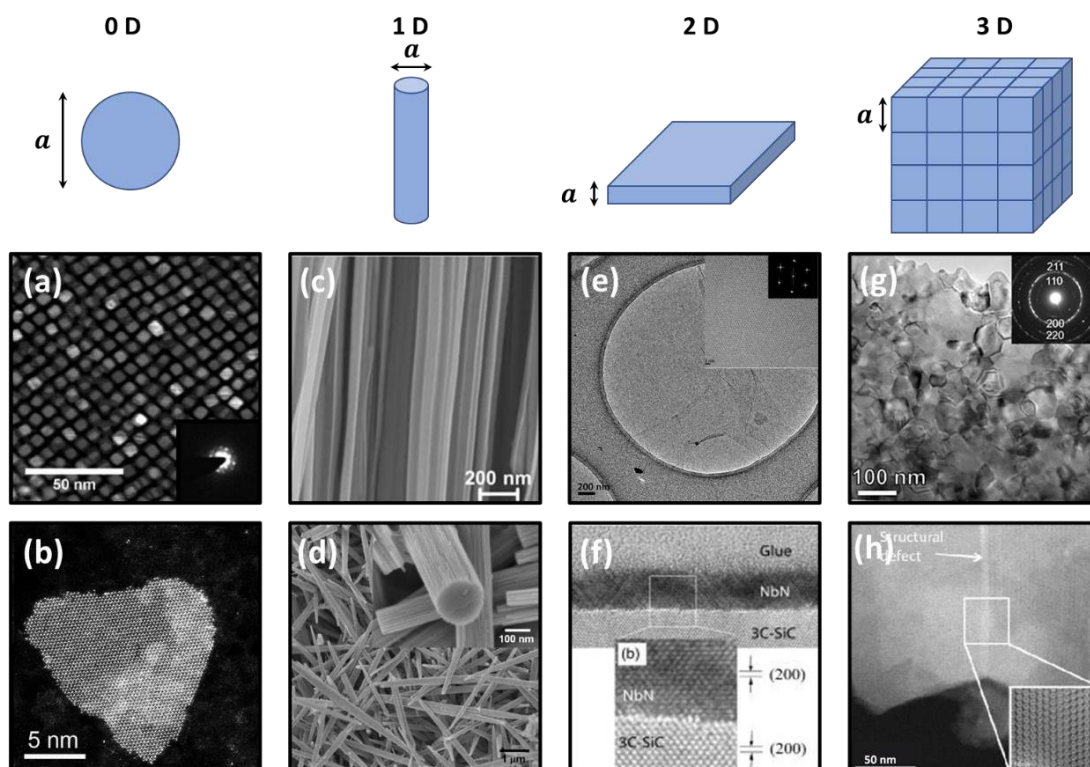 0 D
1 D
2 D
3 D
a
a
a
a
(a)
50 nm
(c)
200 nm
(e)
200 nm
(g)
211
110
200
220
100 nm
(b)
5 nm
(d)
100 nm
1 μm
(f)
Glue
NbN
3C-SiC
(b)
NbN
3C-SiC
(200)
(200)
(h)
Structural
defect
50 nm